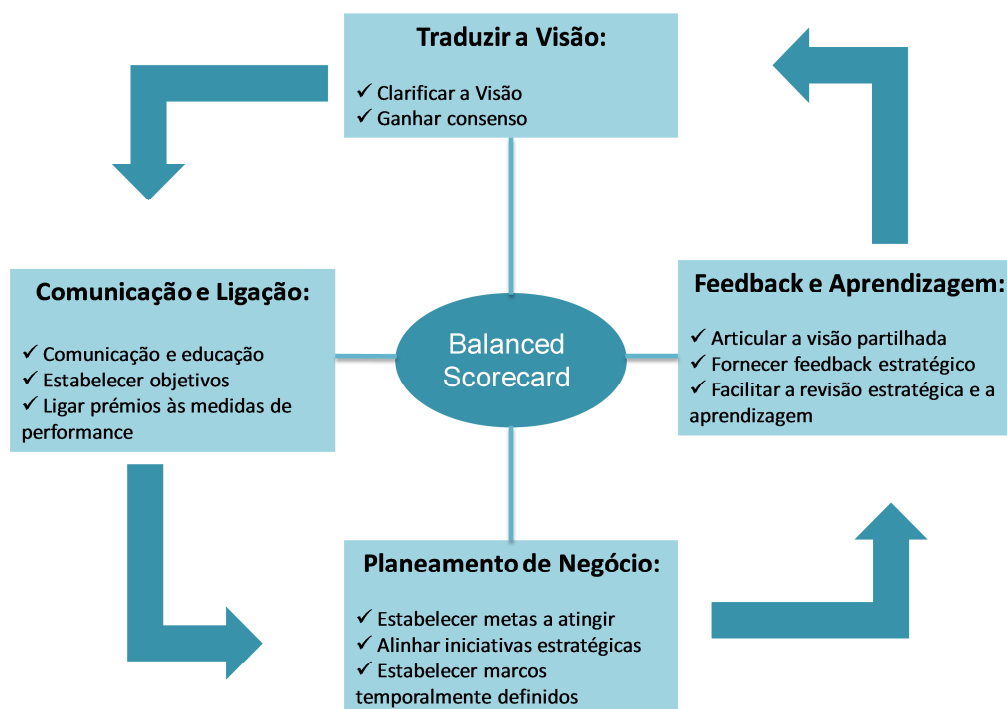 Traduzir a Visão:
✓ Clarificar a Visão
✓ Ganhar consenso
Comunicação e Ligação:
✓ Comunicação e educação
✓ Estabelecer objetivos
✓ Ligar prémios às medidas de
performance
Balanced
Scorecard
Feedback e Aprendizagem:
✓ Articular a visão partilhada
✓ Fornecer feedback estratégico
✓ Facilitar a revisão estratégica e a
aprendizagem
Planeamento de Negócio:
✓ Estabelecer metas a atingir
✓ Alinhar iniciativas estratégicas
✓ Estabelecer marcos
temporalmente definidos